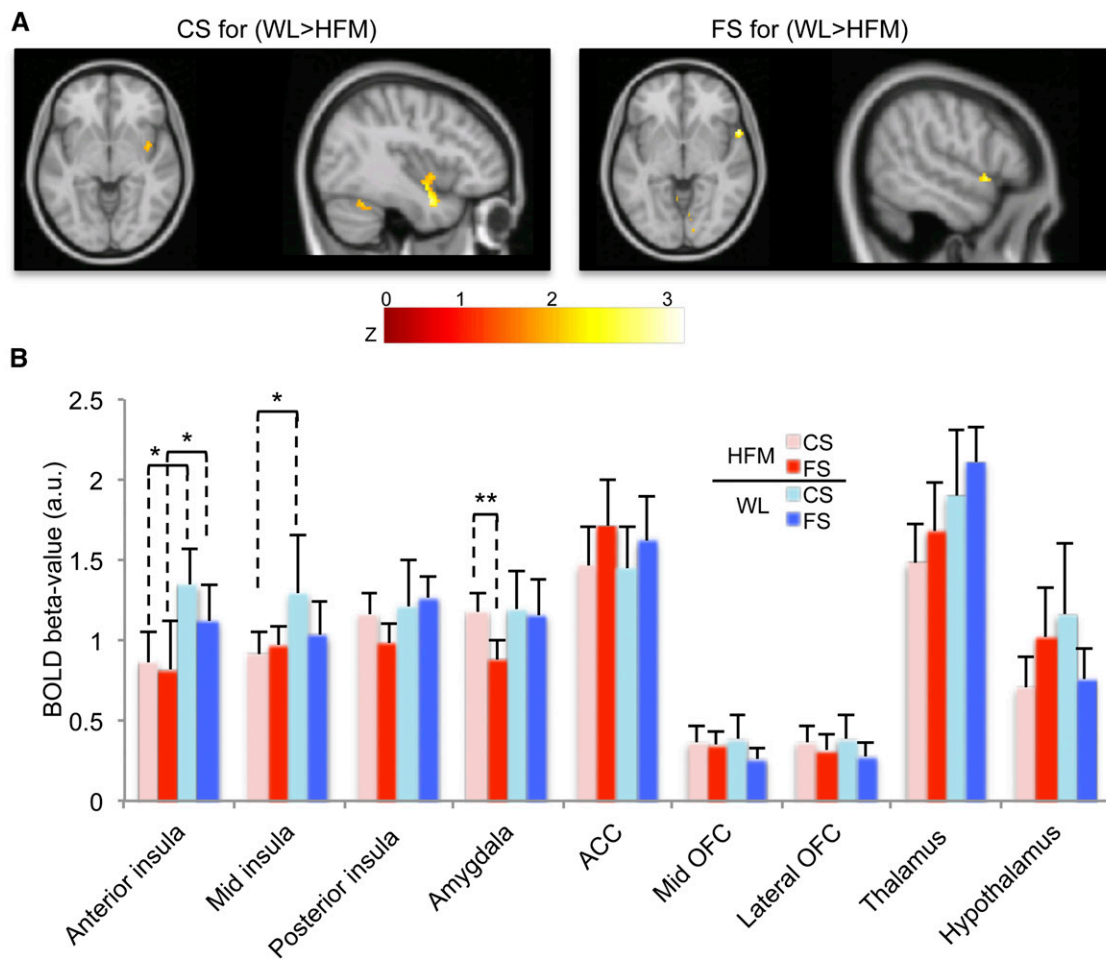 A
CS for (WL>HFM)
FS for (WL>HFM)
0 1 2 3
Z
B
BOLD beta-value (a.u.)
2.5
2
1.5
1
0.5
0
* * * **
HFM
CS
FS
WL
CS
FS
Anterior insula
Mid insula
Posterior insula
Amygdala
ACC
Mid OFC
Lateral OFC
Thalamus
Hypothalamus